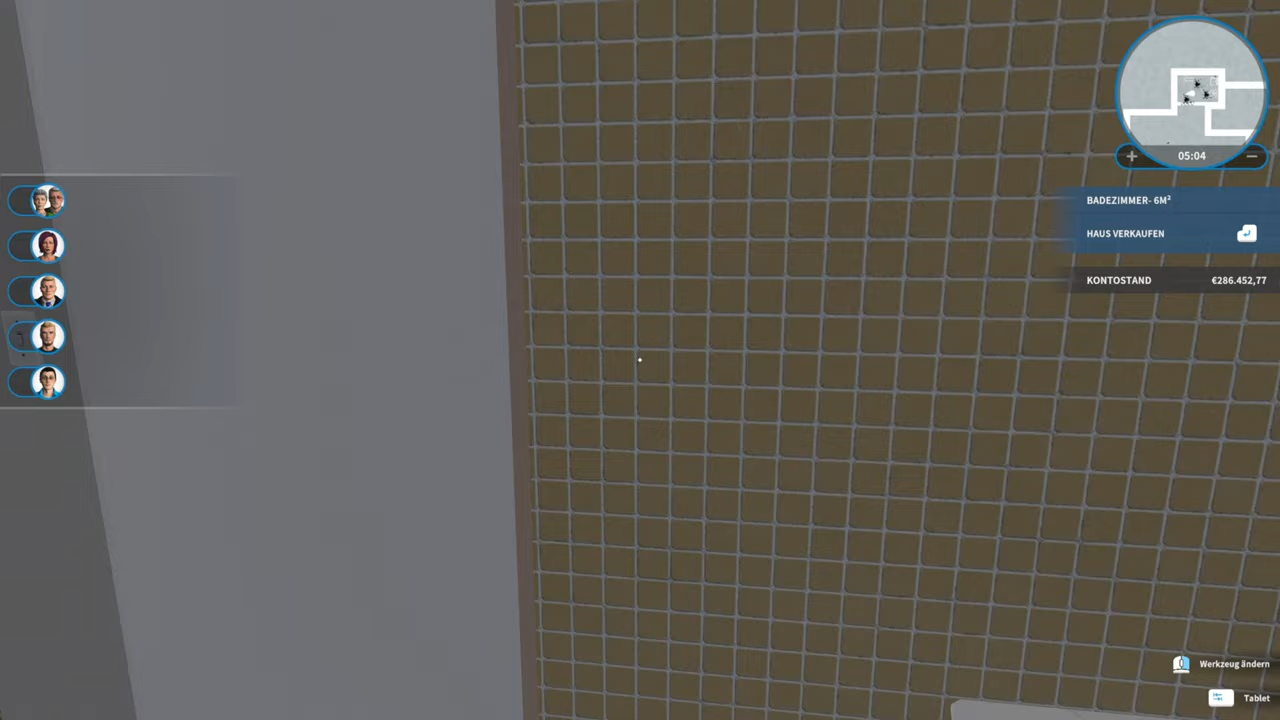 05:04
BADEZIMMER- 6M²
HAUS VERKAUFEN
KONTOSTAND €286.452,77
Werkzeug ändern
Tablet